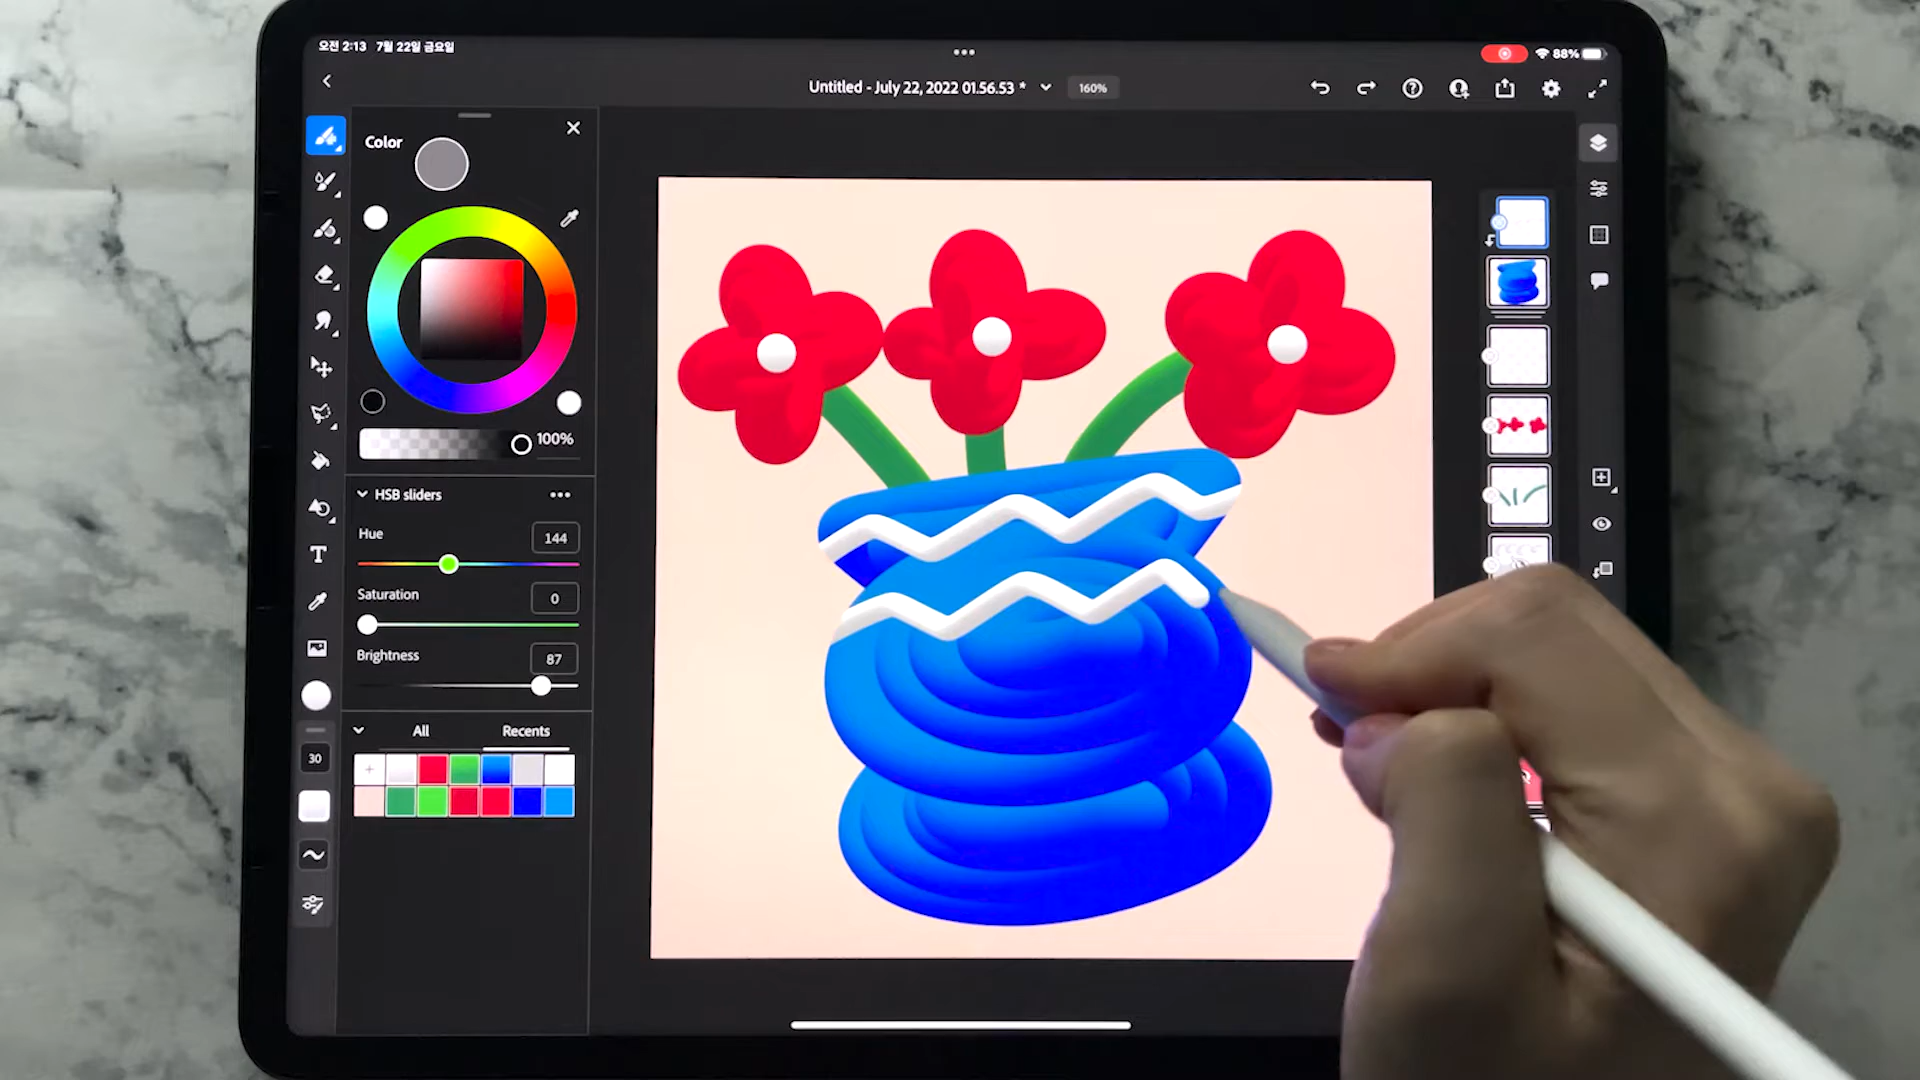 오전 2:13 7월 22일 금요일
88%
Untitled - July 22, 2022 01.56.53 *
160%
Color
100%
HSB sliders
Hue
144
Saturation
0
Brightness
87
All
Recents
T
30